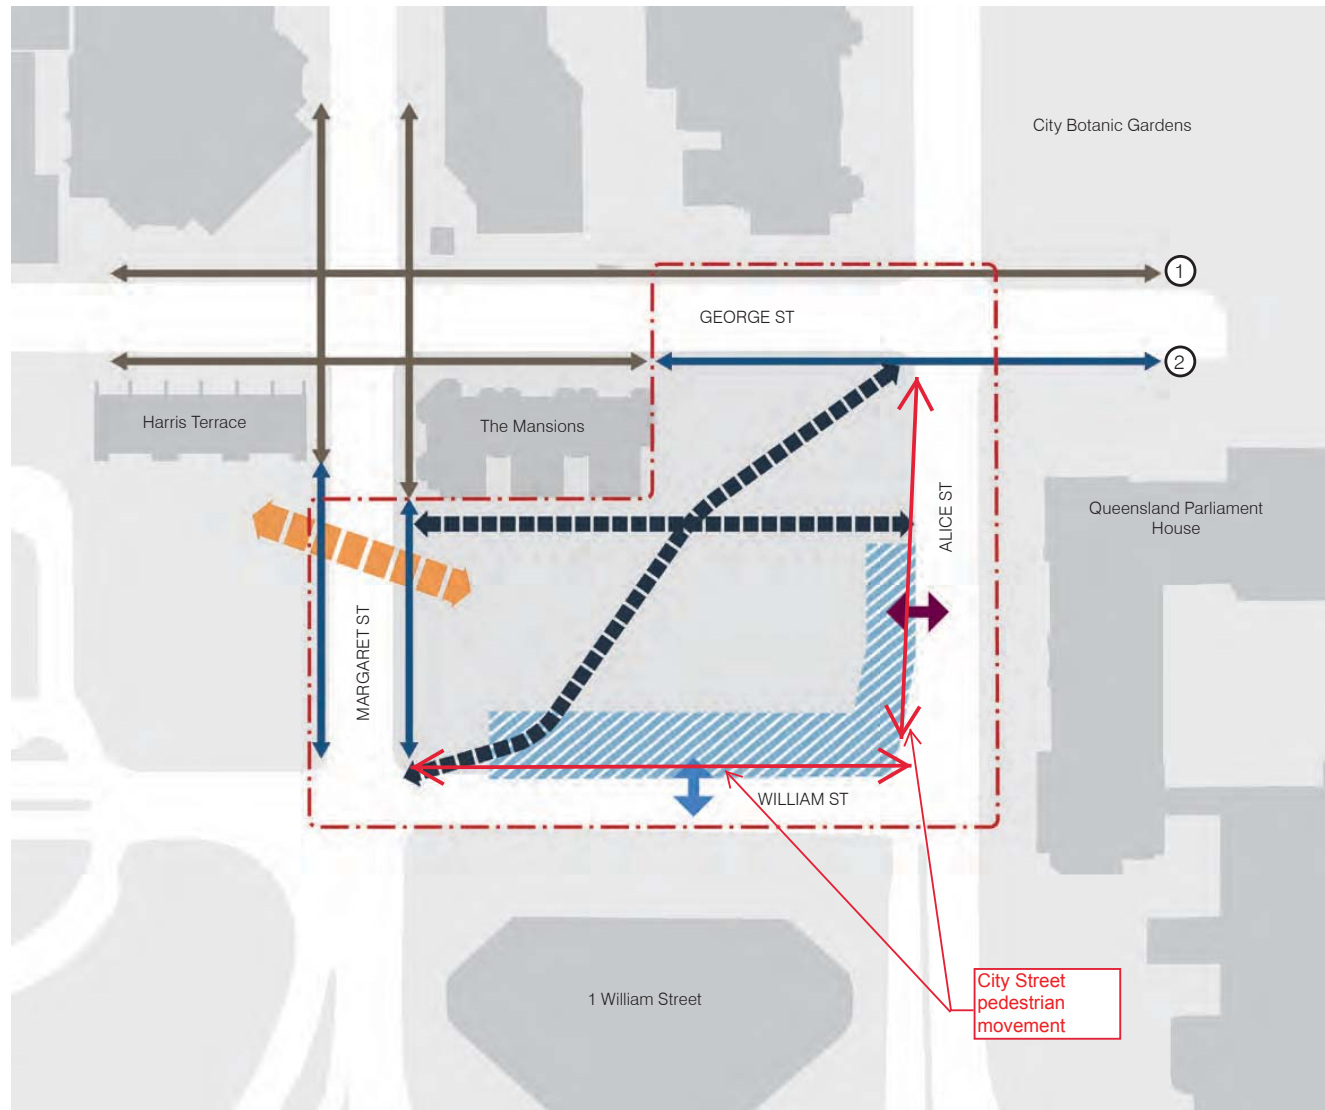 City Botanic Gardens
1
GEORGE ST
2
Harris Terrace
The Mansions
ALICE ST
Queensland Parliament
House
MARGARET ST
WILLIAM ST
1 William Street
City Street
pedestrian
movement